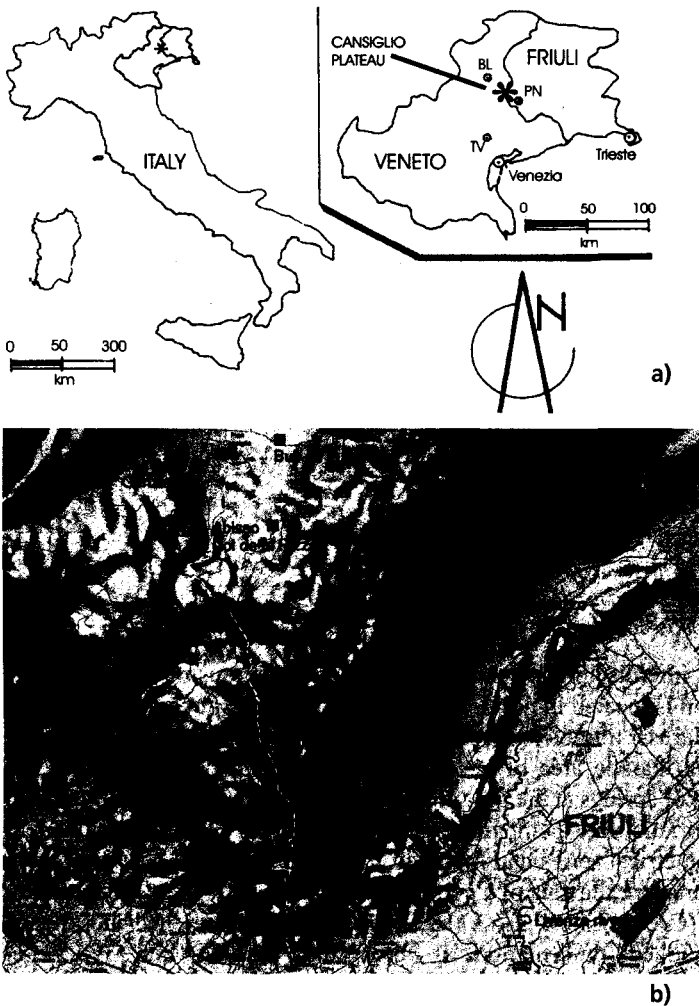 ITALY
0 50 300
km
CANSIGLIO
PLATEAU
BL
FRIULI
PN
TV
VENETO
Trieste
Venezia
0 50 100
km
N
a)
FRIULI
b)